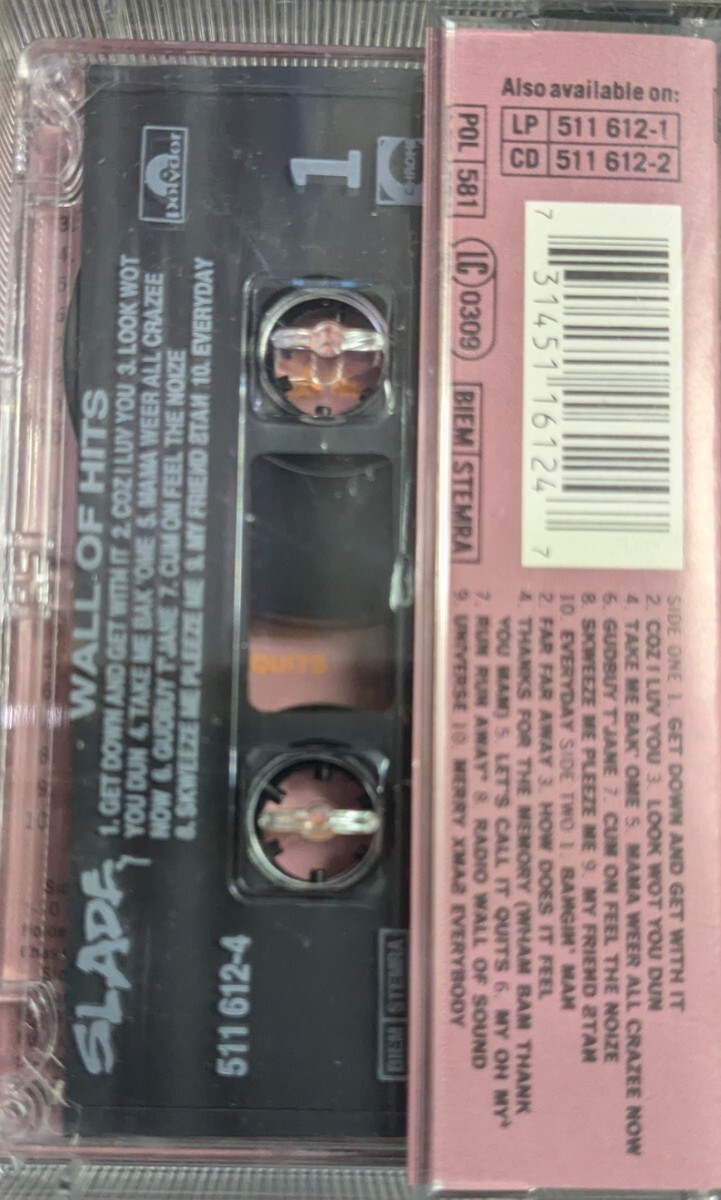 Also available on:
LP 511 612-1
CD 511 612-2
POL 581 LC 0309 BIEM STEMRA
7 31451 16124 7
SIDE ONE 1. GET DOWN AND GET WITH IT
2. COZ I LUV YOU 3. LOOK WOT YOU DUN
4. TAKE ME BAK' OME 5. MAMA WEER ALL CRAZEE NOW
6. GUDBUY T'JANE 7. CUM ON FEEL THE NOIZE
8. SKWEEZE ME PLEEZE ME 9. MY FRIEND STAN
10. EVERYDAY SIDE TWO 1. BANGIN' MAN
2. FAR FAR AWAY 3. HOW DOES IT FEEL
4. THANKS FOR THE MEMORY (WHAM BAM THANK
YOU MAM) 5. LET'S CALL IT QUITS 6. MY OH MY
7. RUN RUN AWAY 8. RADIO WALL OF SOUND
9. UNIVERSE 10. MERRY XMAS EVERYBODY
SLADE
WALL OF HITS
1. GET DOWN AND GET WITH IT 2. COZ I LUV YOU 3. LOOK WOT
YOU DUN 4. TAKE ME BAK 'OME 5. MAMA WEER ALL CRAZEE
NOW 6. GUDBUY T'JANE 7. CUM ON FEEL THE NOIZE
8. SKWEEZE ME PLEEZE ME 9. MY FRIEND STAN 10. EVERYDAY
polydor
1
CHROME
511 612-4
BIEM STEMRA
QUITS